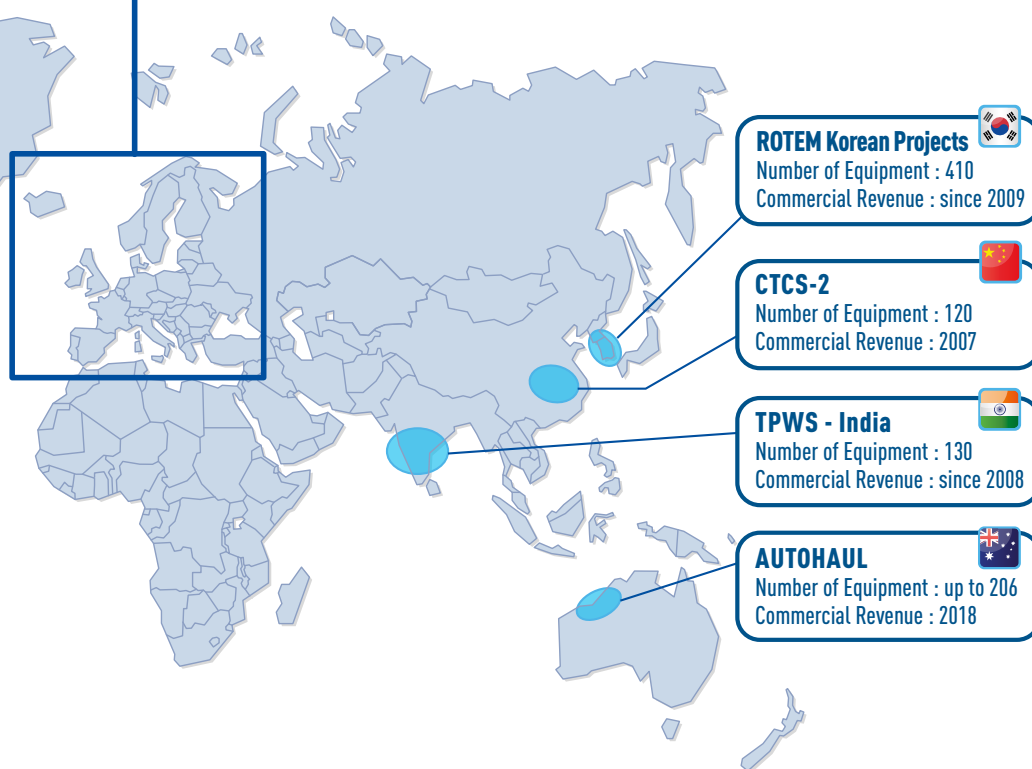 ROTEM Korean Projects
Number of Equipment : 410
Commercial Revenue : since 2009
CTCS-2
Number of Equipment : 120
Commercial Revenue : 2007
TPWS - India
Number of Equipment : 130
Commercial Revenue : since 2008
AUTOHAUL
Number of Equipment : up to 206
Commercial Revenue : 2018